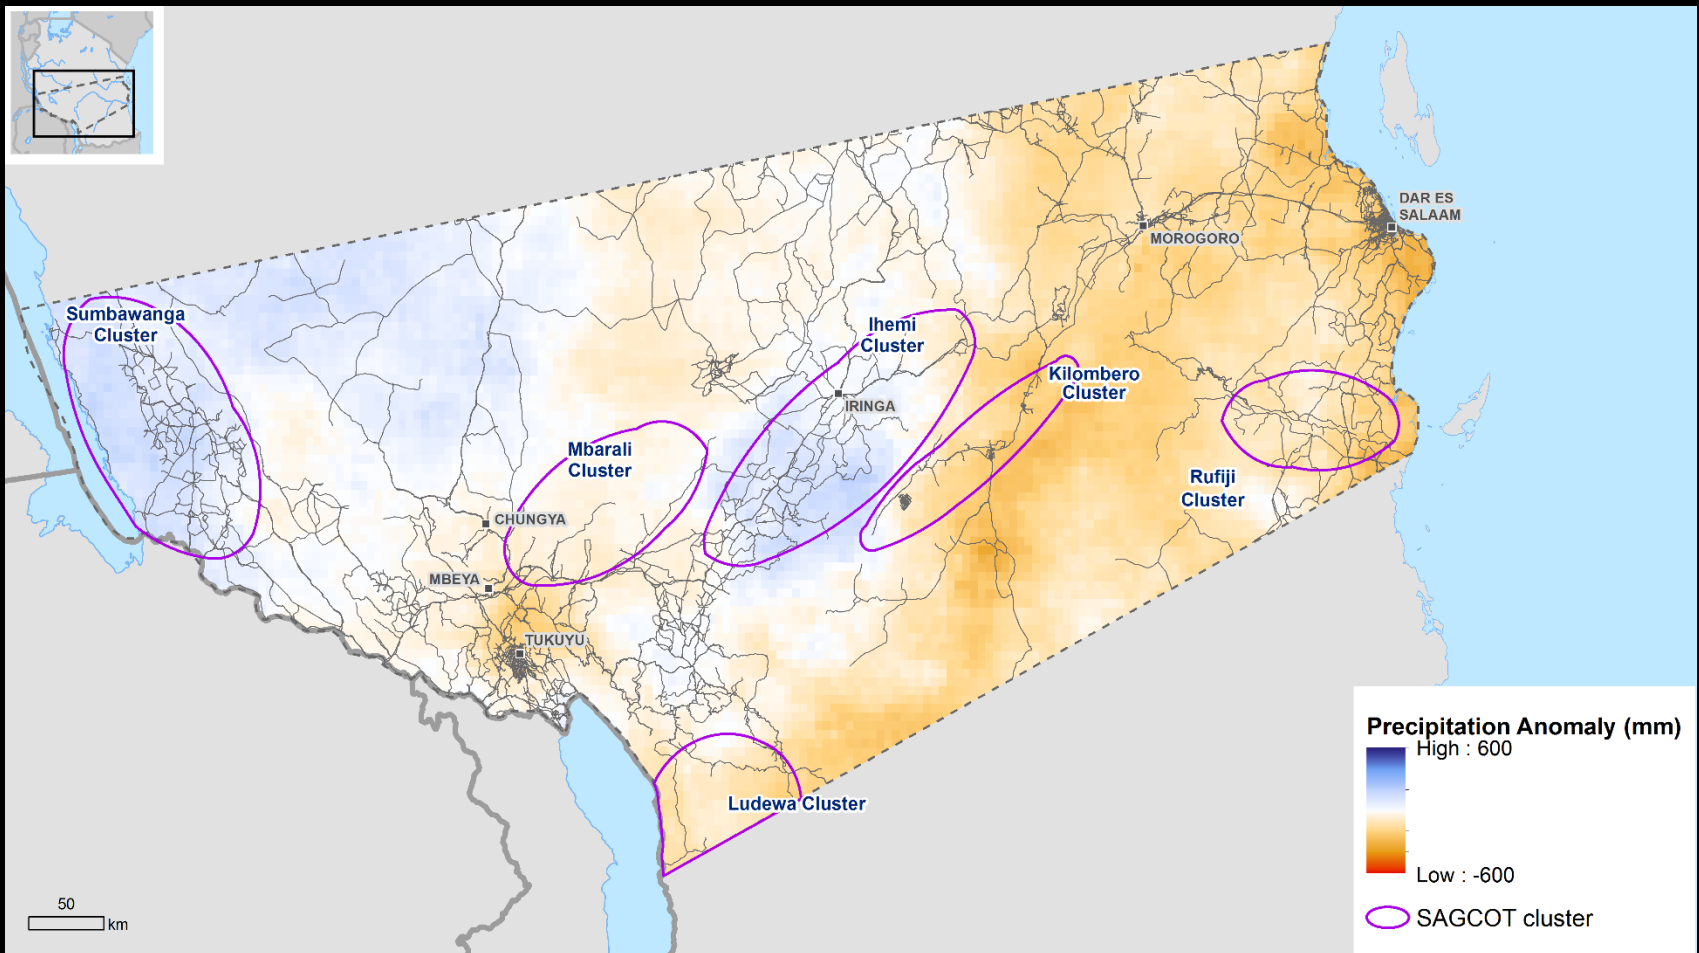 Sumbawanga
Cluster
Ihemi
Cluster
Kilombero
Cluster
Mbarali
Cluster
Rufiji
Cluster
Ludewa Cluster
DAR ES
SALAAM
MOROGORO
IRINGA
CHUNGYA
MBEYA
TUKUYU
50
km
Precipitation Anomaly (mm)
High : 600
Low : -600
SAGCOT cluster